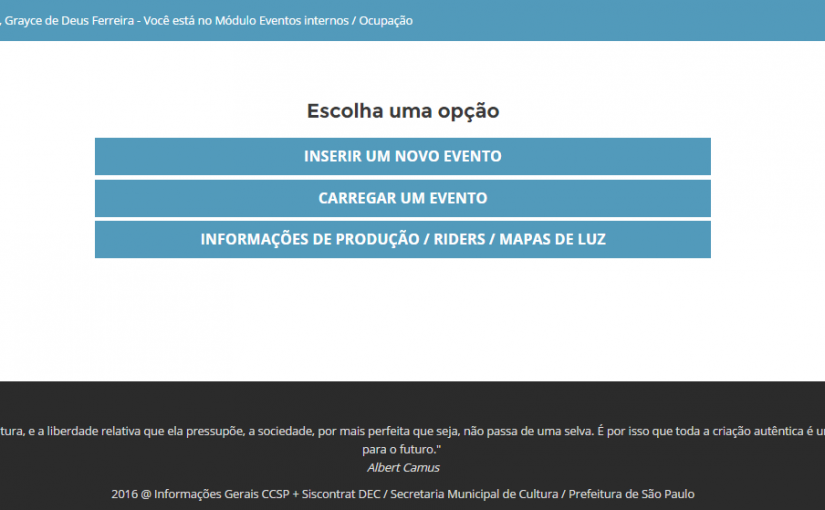 , Grayce de Deus Ferreira - Você está no Módulo Eventos internos / Ocupação
Escolha uma opção
INSERIR UM NOVO EVENTO
CARREGAR UM EVENTO
INFORMAÇÕES DE PRODUÇÃO / RIDERS / MAPAS DE LUZ
tura, e a liberdade relativa que ela pressupõe, a sociedade, por mais perfeita que seja, não passa de uma selva. É por isso que toda a criação autêntica é
para o futuro."
Albert Camus
2016 @ Informações Gerais CCSP + Siscontrat DEC / Secretaria Municipal de Cultura / Prefeitura de São Paulo